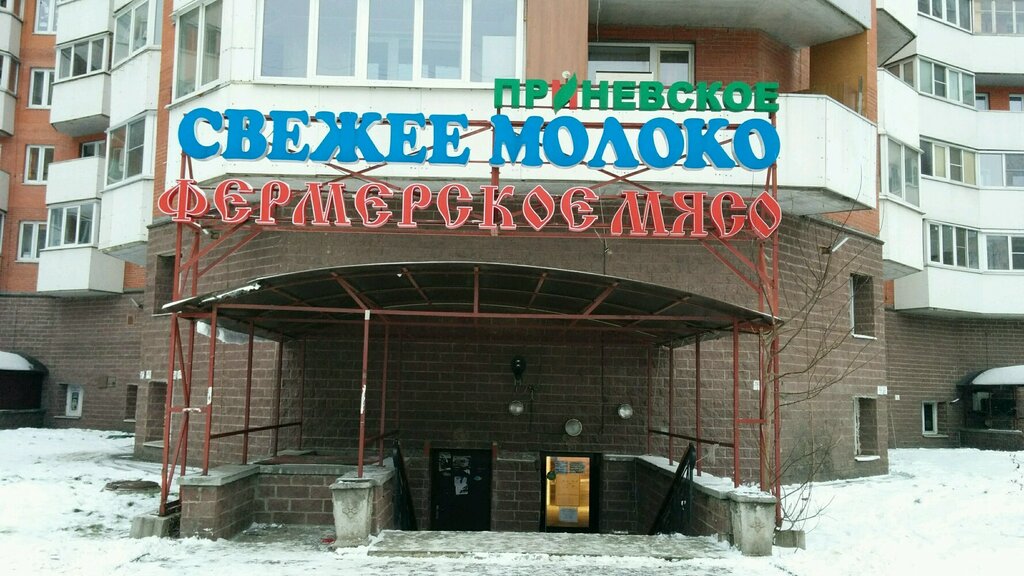 ПРИНЕВСКОЕ
СВЕЖЕЕ МОЛОКО
ФЕРМЕРСКОЕ МЯСО